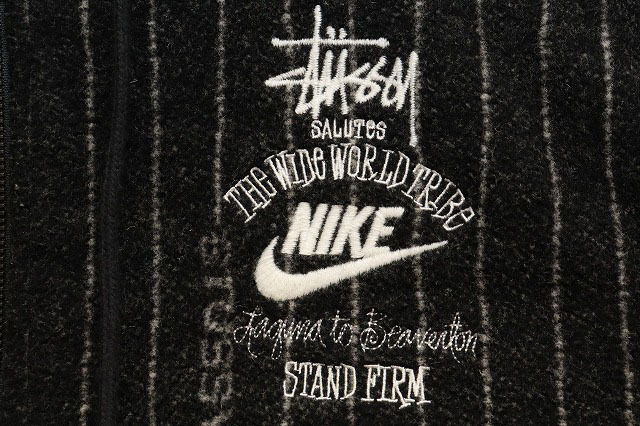 Stüssy
SALUTES
THE WIDE WORLD TRIBE
NIKE
Laguna to Beaverton
STAND FIRM